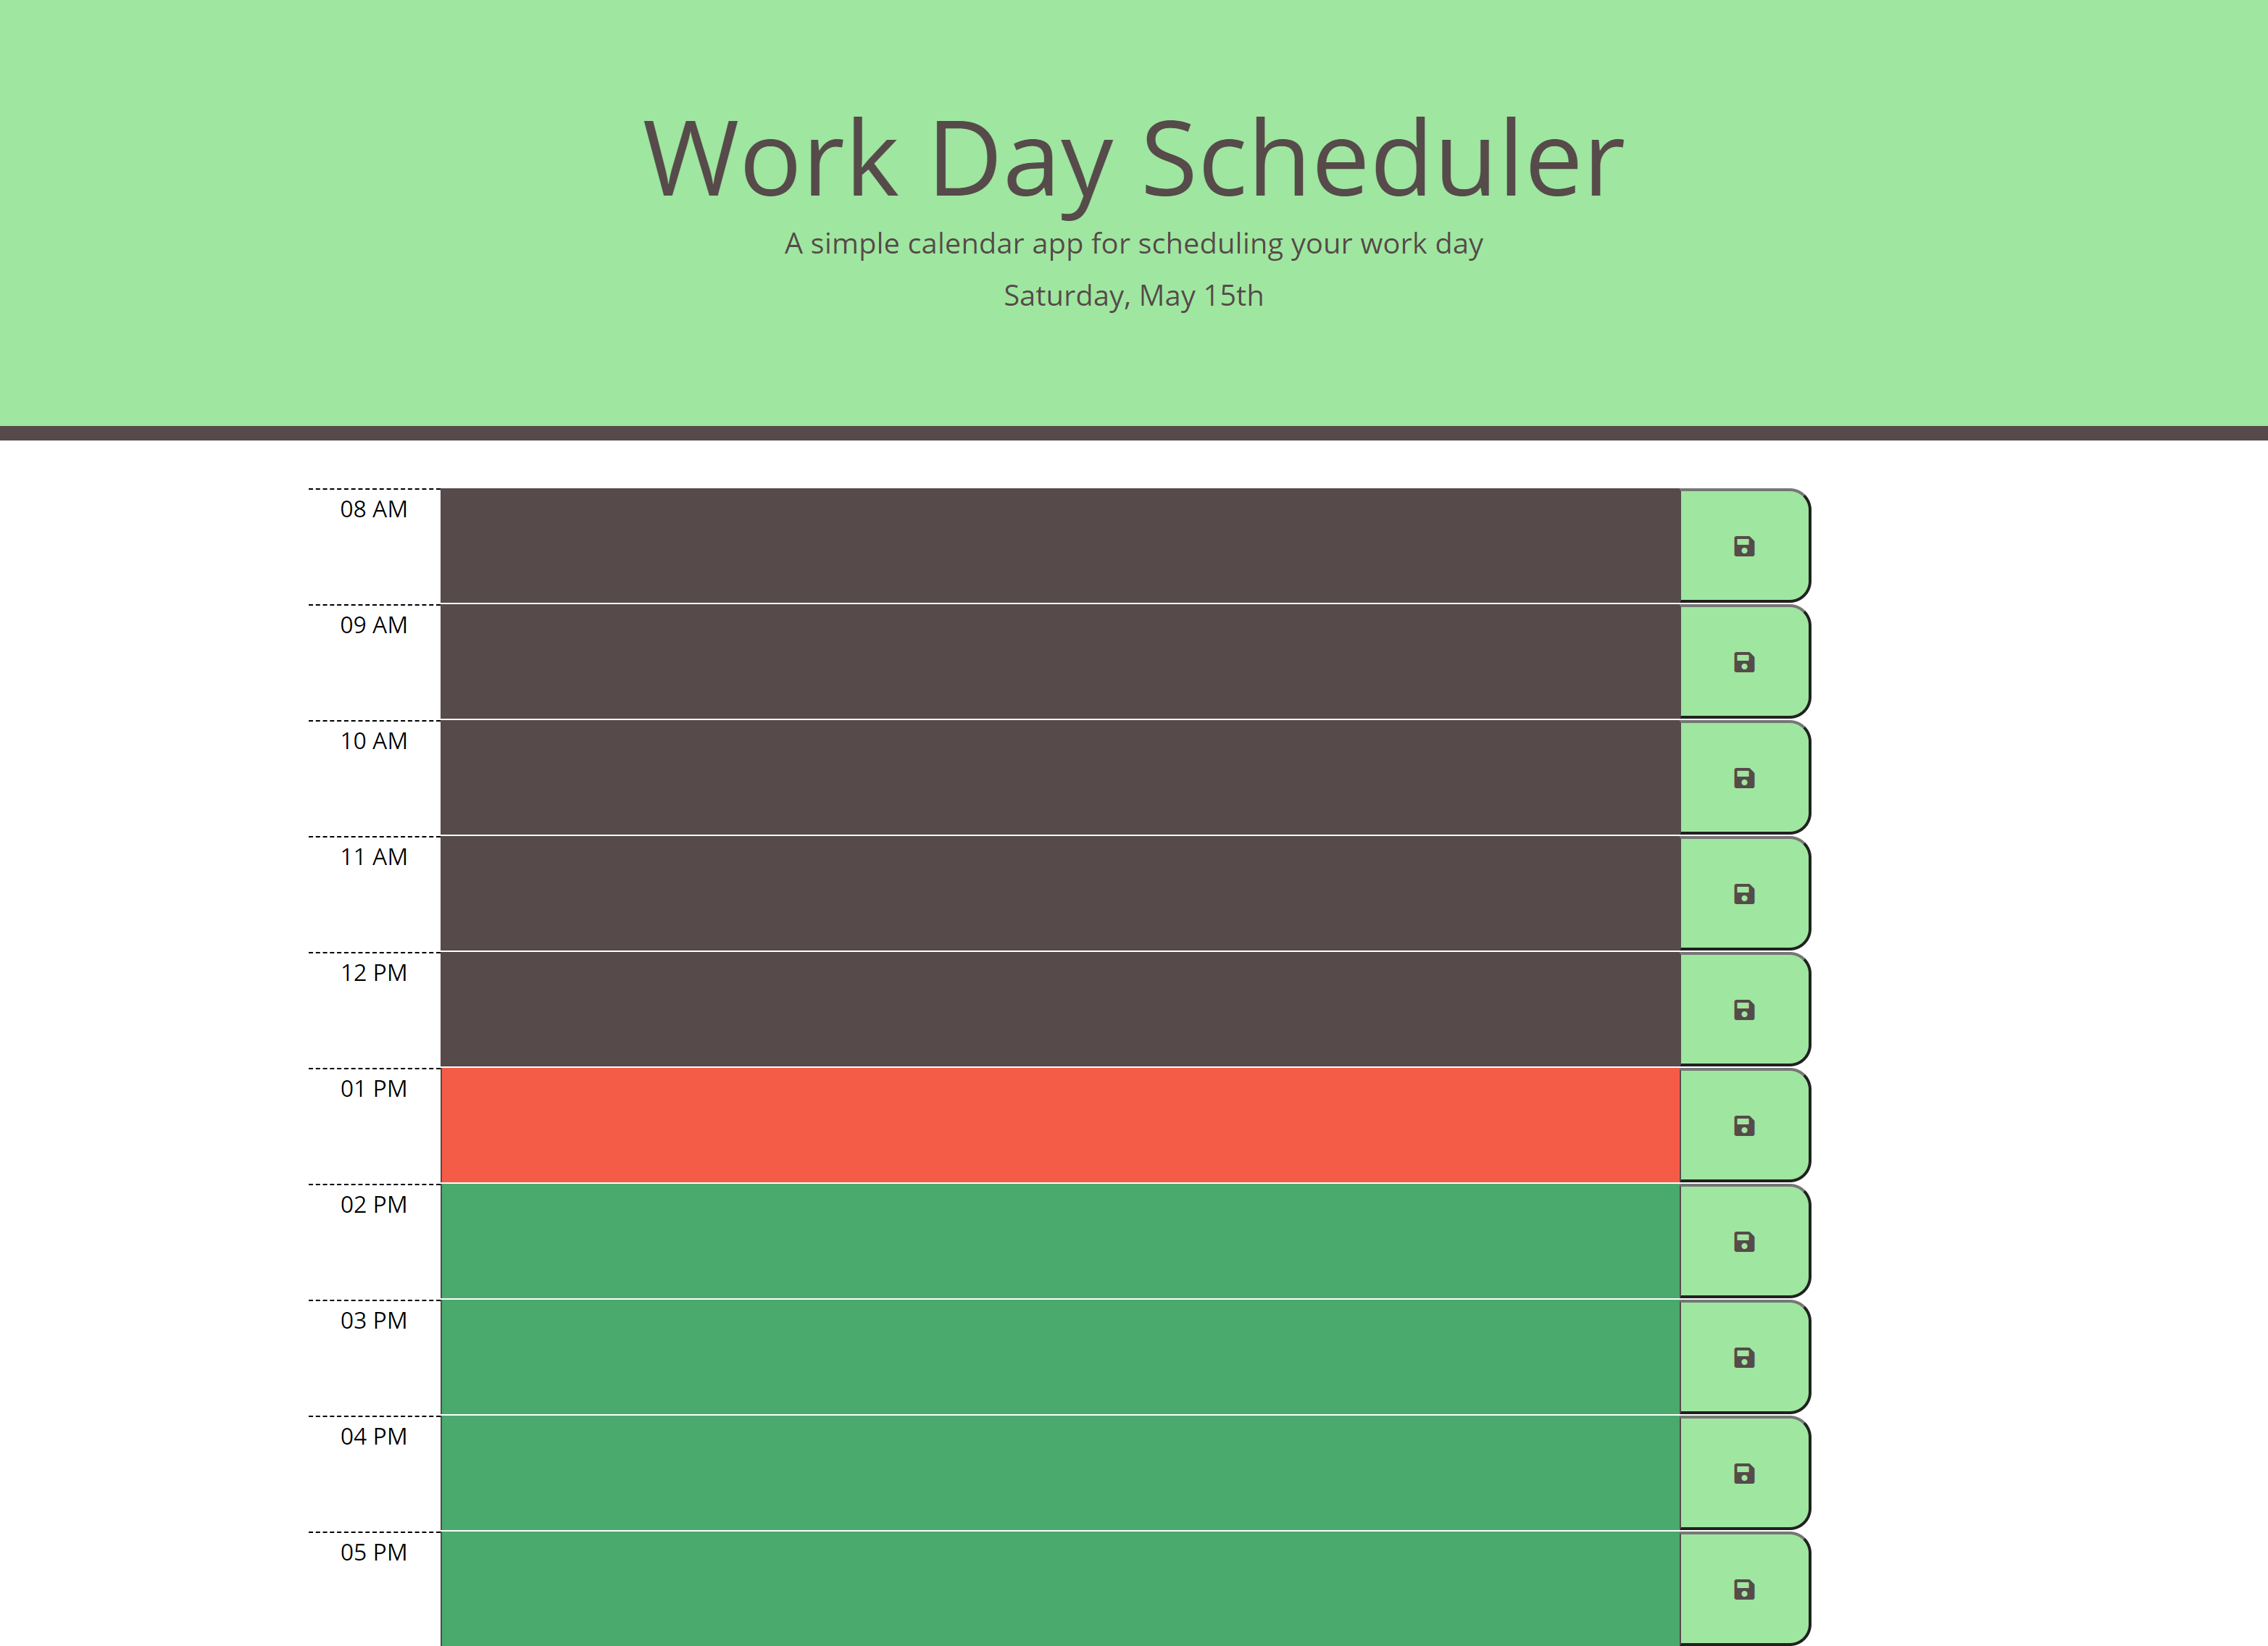 Work Day Scheduler
A simple calendar app for scheduling your work day
Saturday, May 15th
08 AM
09 AM
10 AM
11 AM
12 PM
01 PM
02 PM
03 PM
04 PM
05 PM